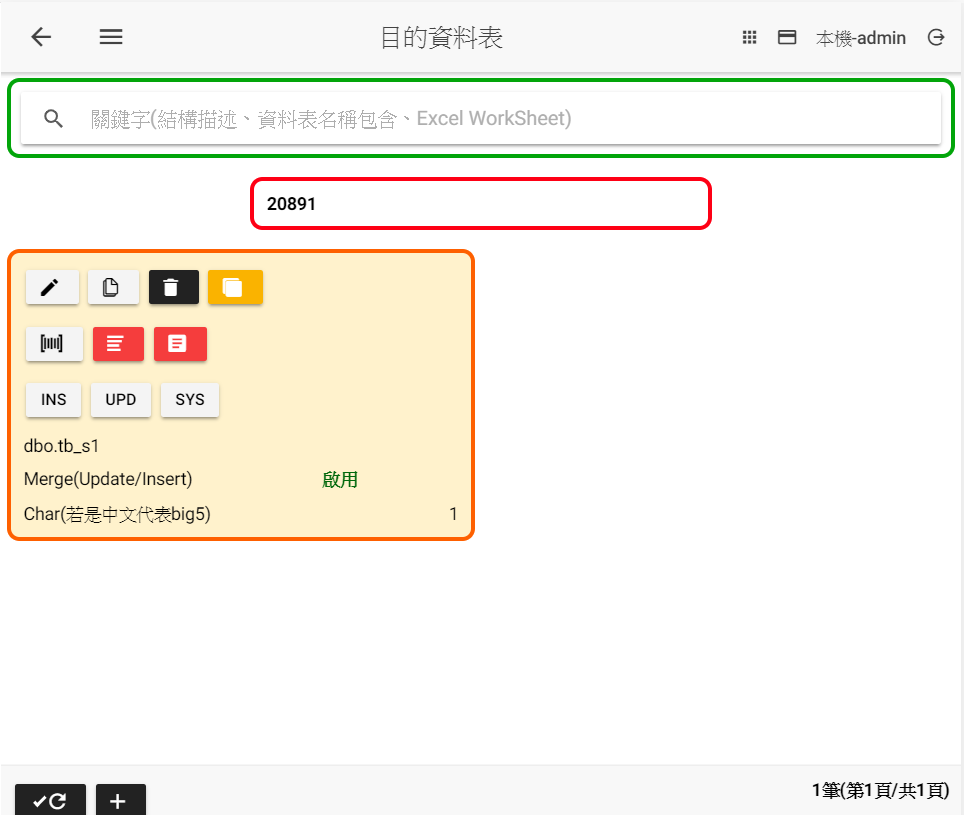 目的資料表
本機-admin
關鍵字(結構描述、資料表名稱包含、Excel WorkSheet)
20891
INS UPD SYS
dbo.tb_s1
Merge(Update/Insert) 啟用
Char(若是中文代表big5) 1
1筆(第1頁/共1頁)